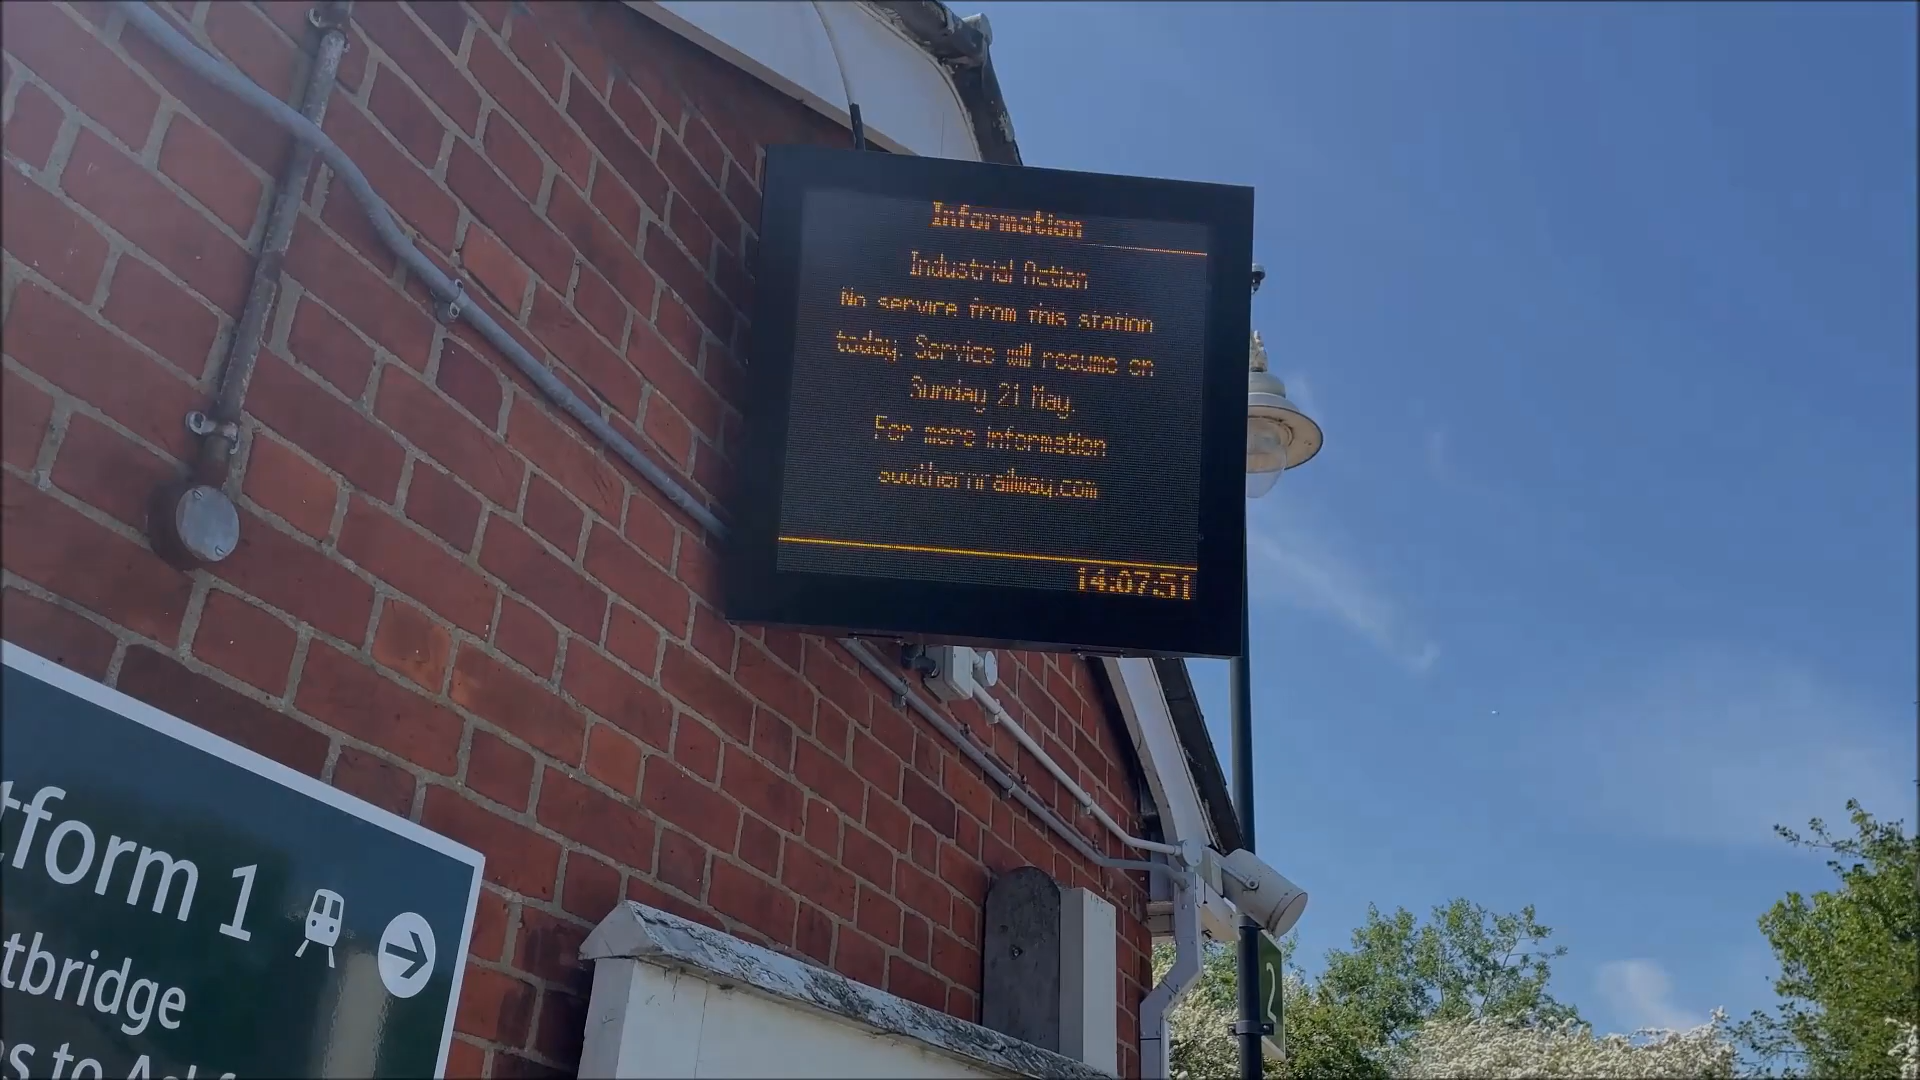 Information
Industrial Action
No service from this station
today. Service will resume on
Sunday 21 May.
For more information
southernrailway.com
14:07:51
tform 1
tbridge
s to
2